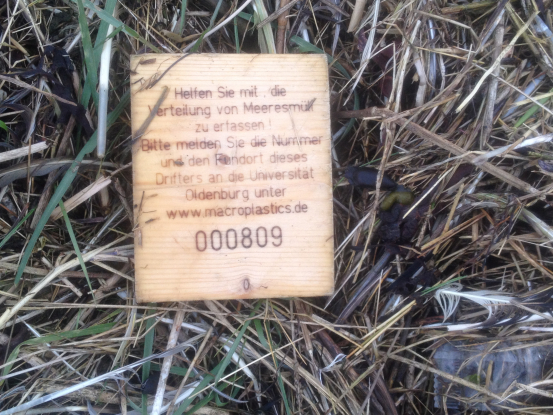 Helfen Sie mit, die
Verteilung von Meeresmüll
zu erfassen!
Bitte melden Sie die Nummer
und den Fundort dieses
Drifters an die Universität
Oldenburg unter
www.macroplastics.de
000809
0